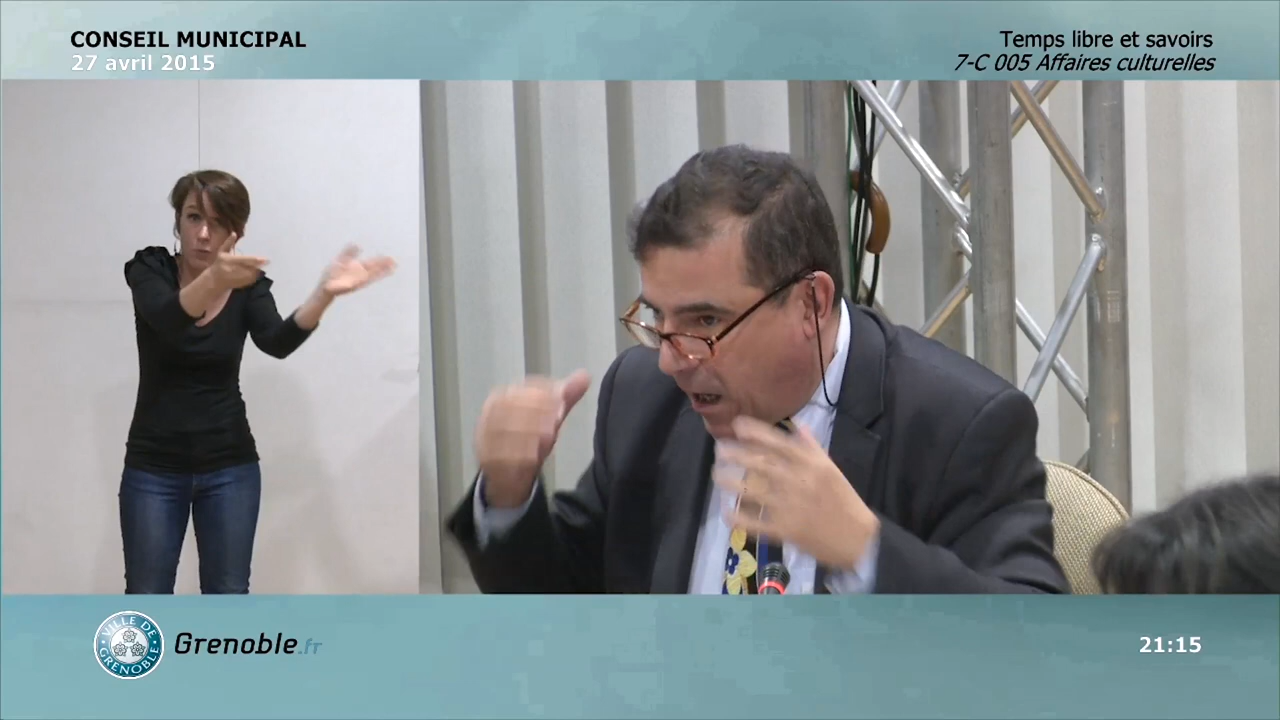 CONSEIL MUNICIPAL
27 avril 2015
Temps libre et savoirs
7-C 005 Affaires culturelles
VILLE DE GRENOBLE
Grenoble.fr
21:15